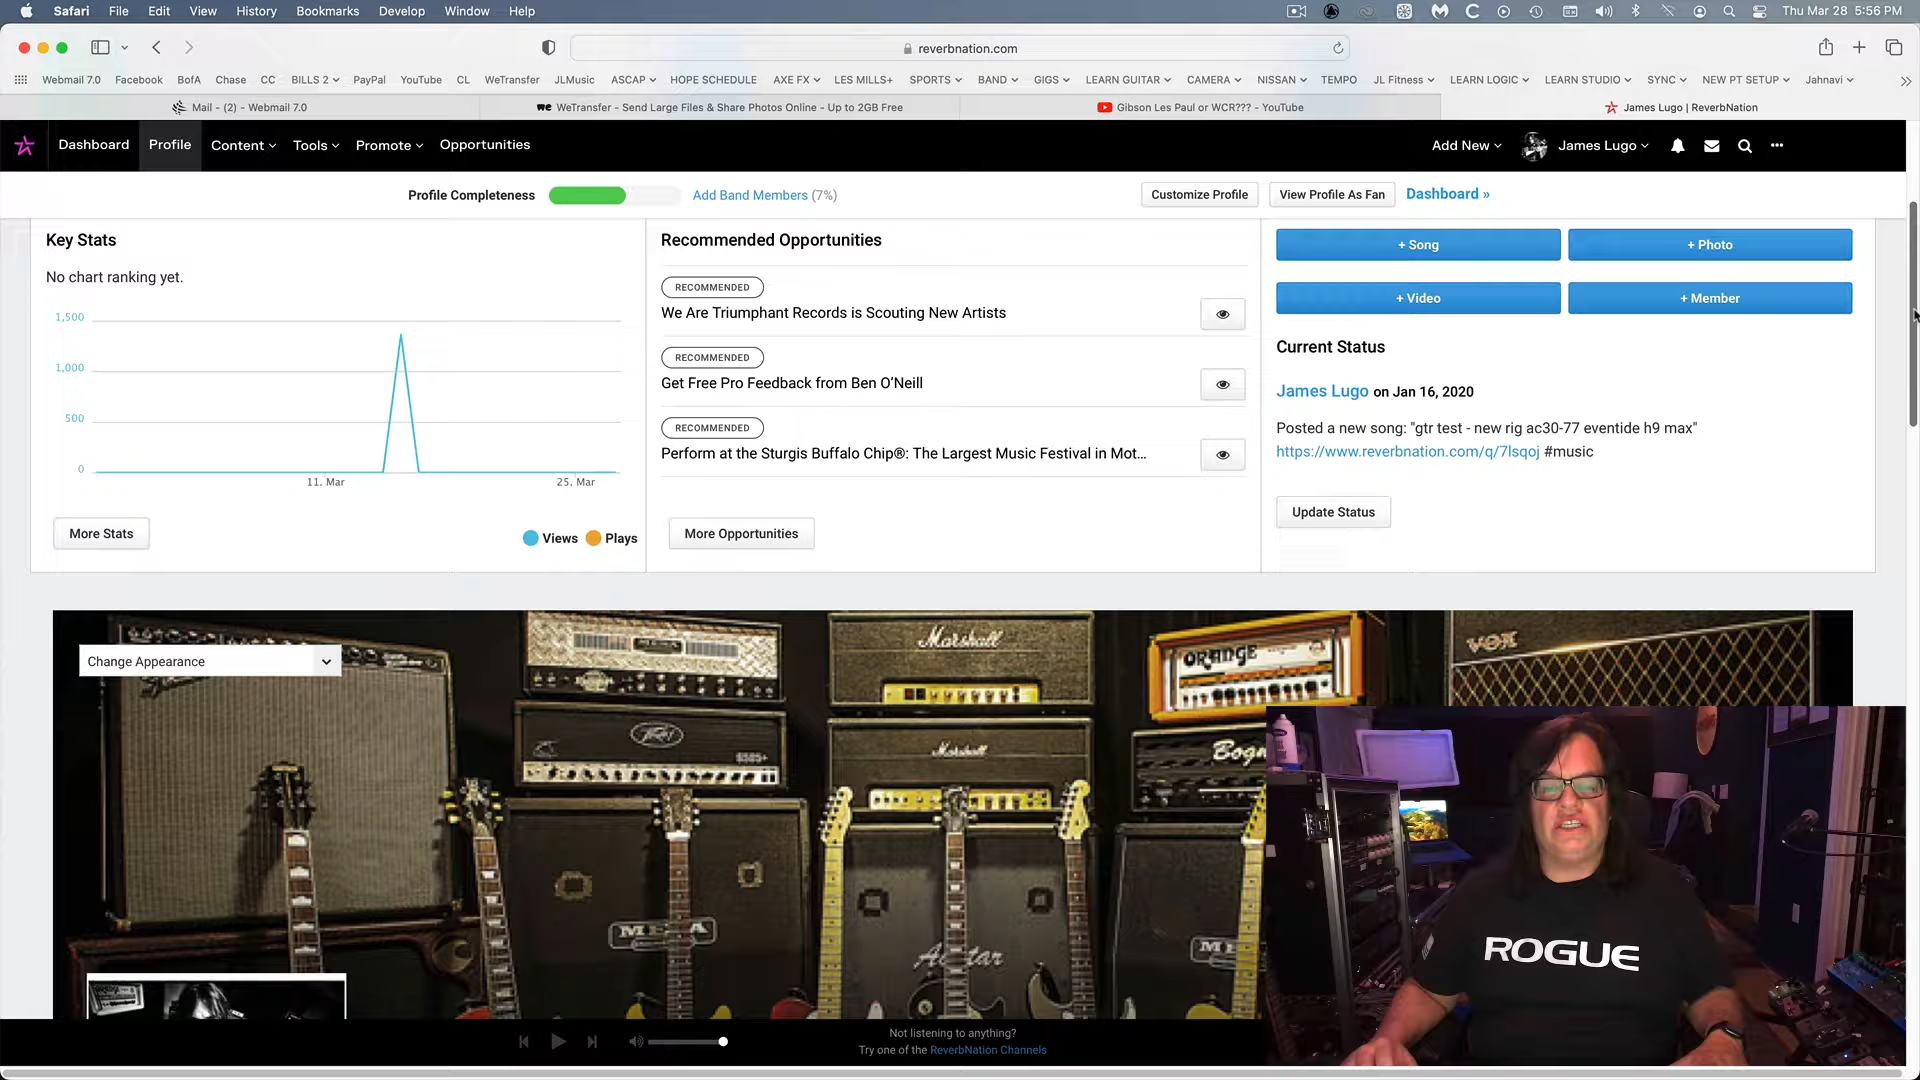 Safari File Edit View History Bookmarks Develop Window Help Thu Mar 28 5:56 PM
reverbnation.com
Webmail 7.0 Facebook BofA Chase CC BILLS 2 PayPal YouTube CL WeTransfer JLMusic ASCAP HOPE SCHEDULE AXE FX LES MILLS+ SPORTS BAND GIGS LEARN GUITAR CAMERA NISSAN TEMPO JL Fitness LEARN LOGIC LEARN STUDIO SYNC NEW PT SETUP Jahnavi
Mail - (2) - Webmail 7.0 we WeTransfer - Send Large Files & Share Photos Online - Up to 2GB Free Gibson Les Paul or WCR??? - YouTube James Lugo | ReverbNation
Dashboard Profile Content Tools Promote Opportunities Add New James Lugo
Profile Completeness Add Band Members (7%) Customize Profile View Profile As Fan Dashboard »
Key Stats
No chart ranking yet.
1,500
1,000
500
0
11. Mar 25. Mar
More Stats Views Plays
Recommended Opportunities
RECOMMENDED
We Are Triumphant Records is Scouting New Artists
RECOMMENDED
Get Free Pro Feedback from Ben O’Neill
RECOMMENDED
Perform at the Sturgis Buffalo Chip®: The Largest Music Festival in Mot...
More Opportunities
+ Song + Photo
+ Video + Member
Current Status
James Lugo on Jan 16, 2020
Posted a new song: "gtr test - new rig ac30-77 eventide h9 max"
https://www.reverbnation.com/q/7lsqoj #music
Update Status
Change Appearance
Marshall
ORANGE
VOX
PEAVEY
Marshall
ROGUE
Not listening to anything?
Try one of the ReverbNation Channels